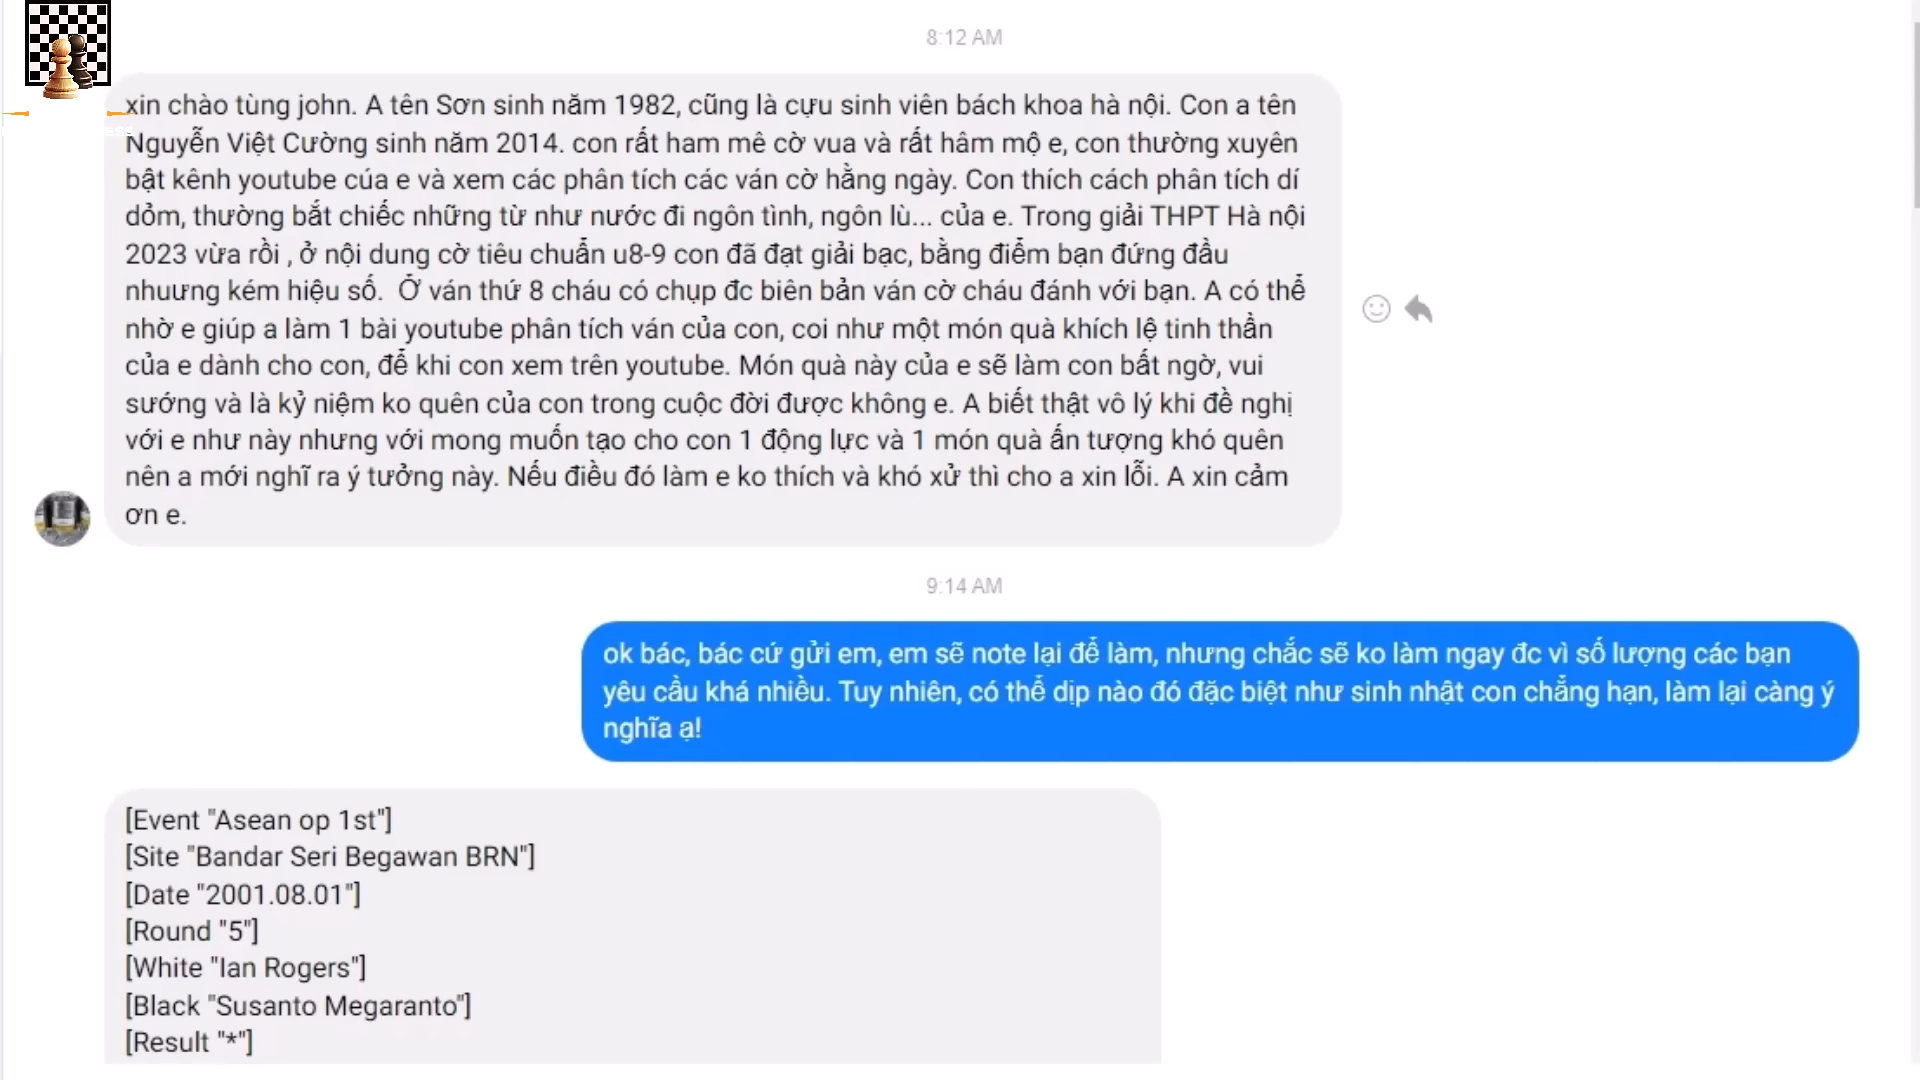 8:12 AM
xin chào tùng john. A tên Sơn sinh năm 1982, cũng là cựu sinh viên bách khoa hà nội. Con a tên
Nguyễn Việt Cường sinh năm 2014. con rất ham mê cờ vua và rất hâm mộ e, con thường xuyên
bật kênh youtube cúa e và xem các phân tích các ván cờ hằng ngày. Con thích cách phân tích dí
dỏm, thường bắt chiếc những từ như nước đi ngôn tình, ngôn lù... của e. Trong giải THPT Hà nội
2023 vừa rồi , ở nội dung cờ tiêu chuẩn u8-9 con đã đạt giải bạc, bằng điểm bạn đứng đầu
nhuưng kém hiệu số.  Ở ván thứ 8 cháu có chụp đc biên bản ván cờ cháu đánh với bạn. A có thể
nhờ e giúp a làm 1 bài youtube phân tích ván của con, coi như một món quà khích lệ tinh thần
của e dành cho con, để khi con xem trên youtube. Món quà này của e sẽ làm con bất ngờ, vui
sướng và là kỷ niệm ko quên của con trong cuộc đời được không e. A biết thật vô lý khi đề nghị
với e như này nhưng với mong muốn tạo cho con 1 động lực và 1 món quà ấn tượng khó quên
nên a mới nghĩ ra ý tưởng này. Nếu điều đó làm e ko thích và khó xử thì cho a xin lỗi. A xin cảm
ơn e.
9:14 AM
ok bác, bác cứ gửi em, em sẽ note lại để làm, nhưng chắc sẽ ko làm ngay đc vì số lượng các bạn
yêu cầu khá nhiều. Tuy nhiên, có thể dịp nào đó đặc biệt như sinh nhật con chẳng hạn, làm lại càng ý
nghĩa ạ!
[Event "Asean op 1st"]
[Site "Bandar Seri Begawan BRN"]
[Date "2001.08.01"]
[Round "5"]
[White "Ian Rogers"]
[Black "Susanto Megaranto"]
[Result "*"]